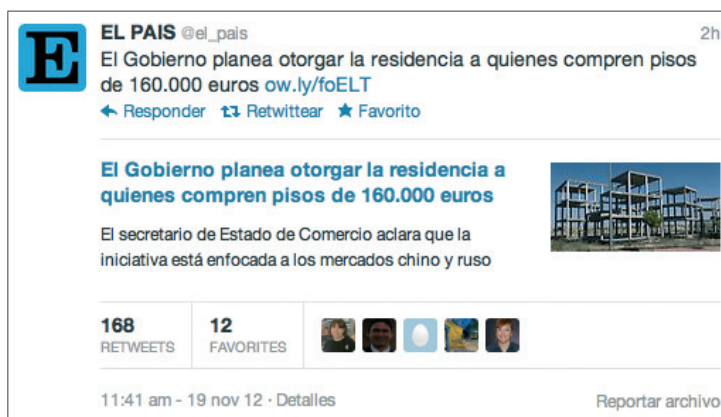 EL PAIS @el_pais 2h
El Gobierno planea otorgar la residencia a quienes compren pisos
de 160.000 euros ow.ly/foELT
Responder Retwittear Favorito
El Gobierno planea otorgar la residencia a
quienes compren pisos de 160.000 euros
El secretario de Estado de Comercio aclara que la
iniciativa está enfocada a los mercados chino y ruso
168 12
RETWEETS FAVORITES
11:41 am - 19 nov 12 · Detalles Reportar archivo